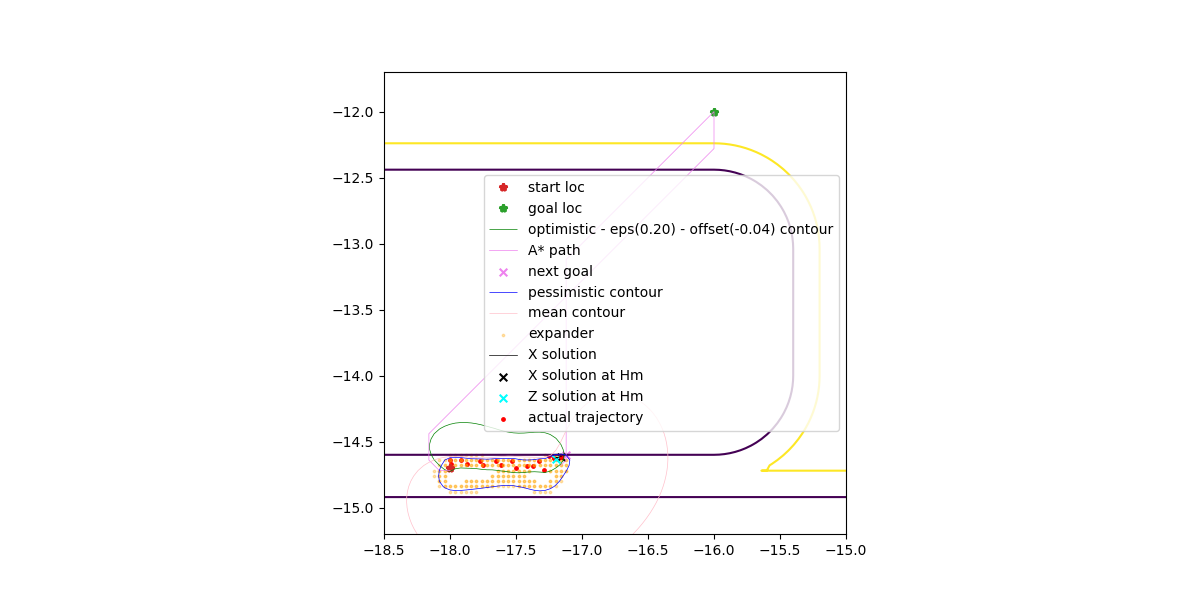 −12.0
−12.5
−13.0
−13.5
−14.0
−14.5
−15.0
start loc
goal loc
optimistic - eps(0.20) - offset(-0.04) contour
A* path
next goal
pessimistic contour
mean contour
expander
X solution
X solution at Hm
Z solution at Hm
actual trajectory
−18.5 −18.0 −17.5 −17.0 −16.5 −16.0 −15.5 −15.0